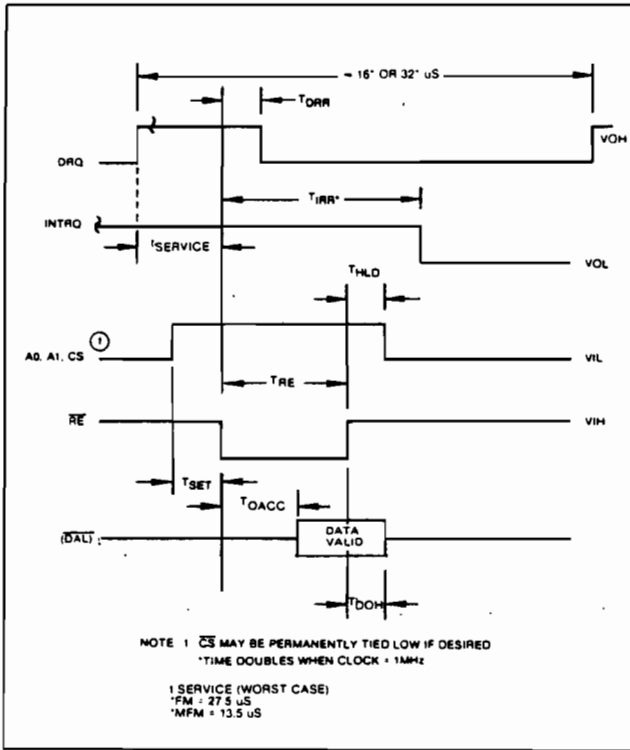 ≈ 16* OR 32* uS
TDRR
VOH
DRQ
TIRR*
INTRQ
tSERVICE
VOL
THLD
1
A0, A1, CS
VIL
TRE
RE
VIH
TSET
TDACC
(DAL)
DATA
VALID
TDOH
NOTE 1 CS MAY BE PERMANENTLY TIED LOW IF DESIRED
*TIME DOUBLES WHEN CLOCK = 1MHz
t SERVICE (WORST CASE)
*FM = 27.5 uS
*MFM = 13.5 uS